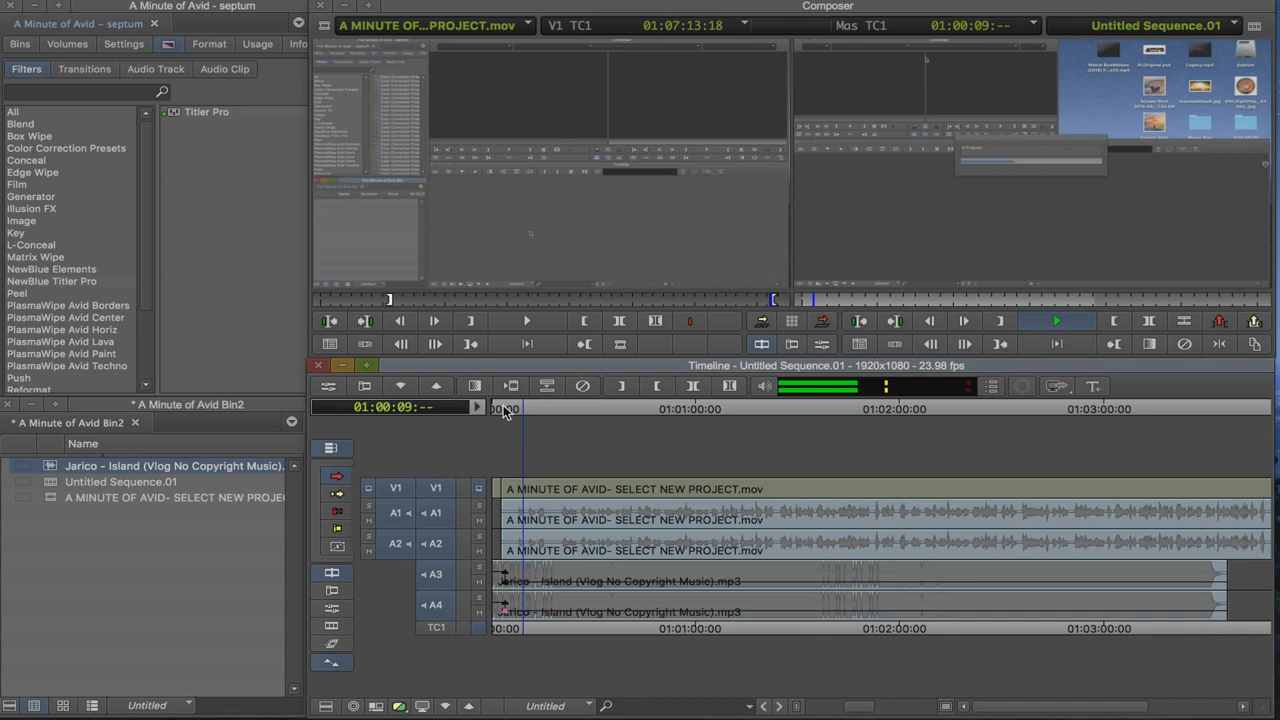 A Minute of Avid - septum
Composer
A Minute of Avid - septum
A MINUTE OF...PROJECT.mov
V1 TC1
01:07:13:18
Mas TC1
01:00:09:--
Untitled Sequence.01
Bins
Volumes
Settings
Format
Usage
Info
Filters
Transitions
Audio Track
Audio Clip
All
Titler Pro
Blend
Box Wipe
Color Correction Presets
Conceal
Edge Wipe
Film
Generator
Illusion FX
Image
Key
L-Conceal
Matrix Wipe
NewBlue Elements
NewBlue Titler Pro
Peel
PlasmaWipe Avid Borders
PlasmaWipe Avid Center
PlasmaWipe Avid Horiz
PlasmaWipe Avid Lava
PlasmaWipe Avid Paint
PlasmaWipe Avid Techno
Push
Reformat
Timeline - Untitled Sequence.01 - 1920x1080 - 23.98 fps
* A Minute of Avid Bin2
* A Minute of Avid Bin2
Name
Jarico - Island (Vlog No Copyright Music).
Untitled Sequence.01
A MINUTE OF AVID- SELECT NEW PROJE
Untitled
01:00:09:--
00:00
01:01:00:00
01:02:00:00
01:03:00:00
V1
V1
A MINUTE OF AVID- SELECT NEW PROJECT.mov
A1
A1
S
M
A MINUTE OF AVID- SELECT NEW PROJECT.mov
A2
A2
S
M
A MINUTE OF AVID- SELECT NEW PROJECT.mov
A3
S
M
Jarico - Island (Vlog No Copyright Music).mp3
A4
S
M
Jarico - Island (Vlog No Copyright Music).mp3
TC1
00:00
01:01:00:00
01:02:00:00
01:03:00:00
Untitled